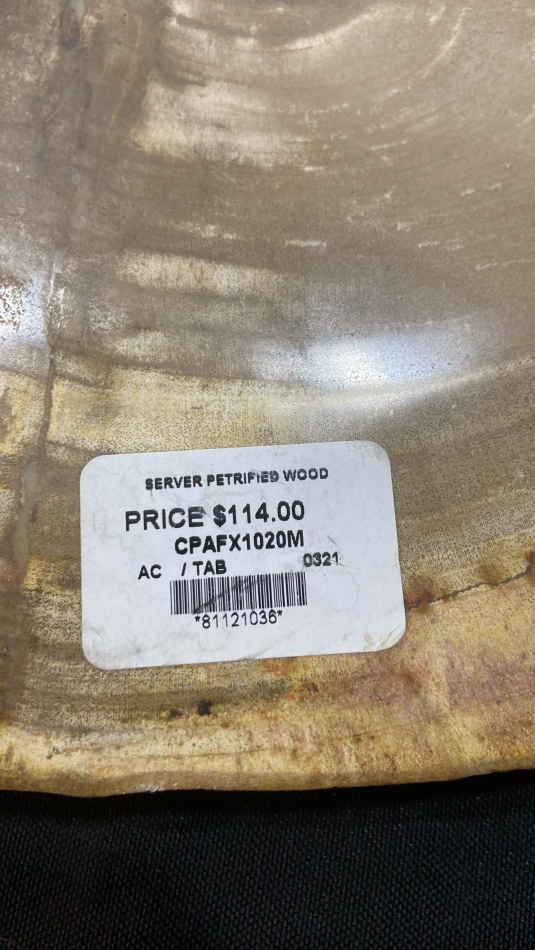 SERVER PETRIFIED WOOD
PRICE $114.00
CPAFX1020M
AC / TAB 0321
*81121036*